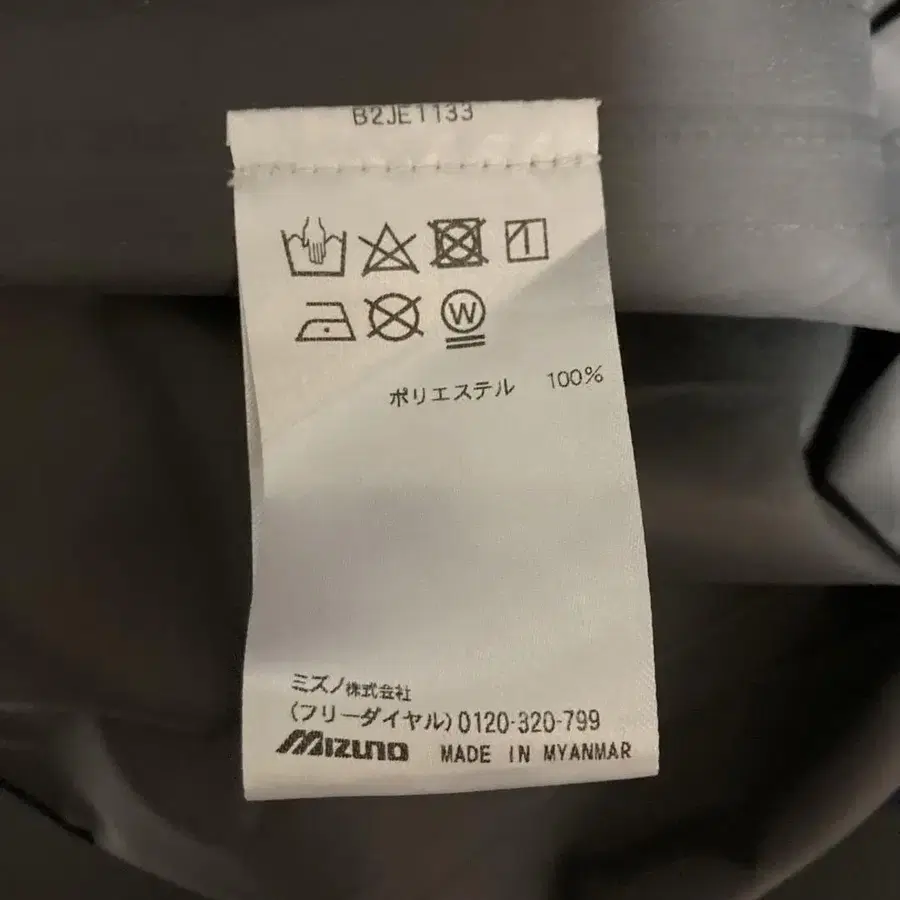 B2JE1133
W
ポリエステル 100%
ミズノ株式会社
(フリーダイヤル)0120-320-799
MIZUNO MADE IN MYANMAR